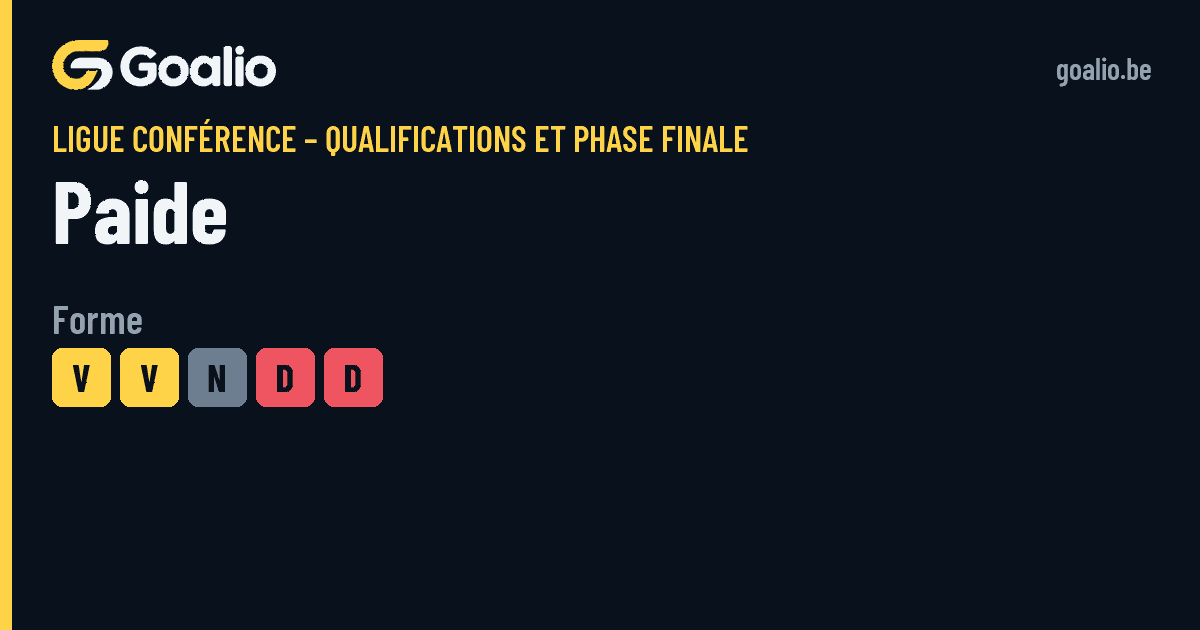 Goalio
goalio.be
LIGUE CONFÉRENCE – QUALIFICATIONS ET PHASE FINALE
Paide
Forme
V V N D D